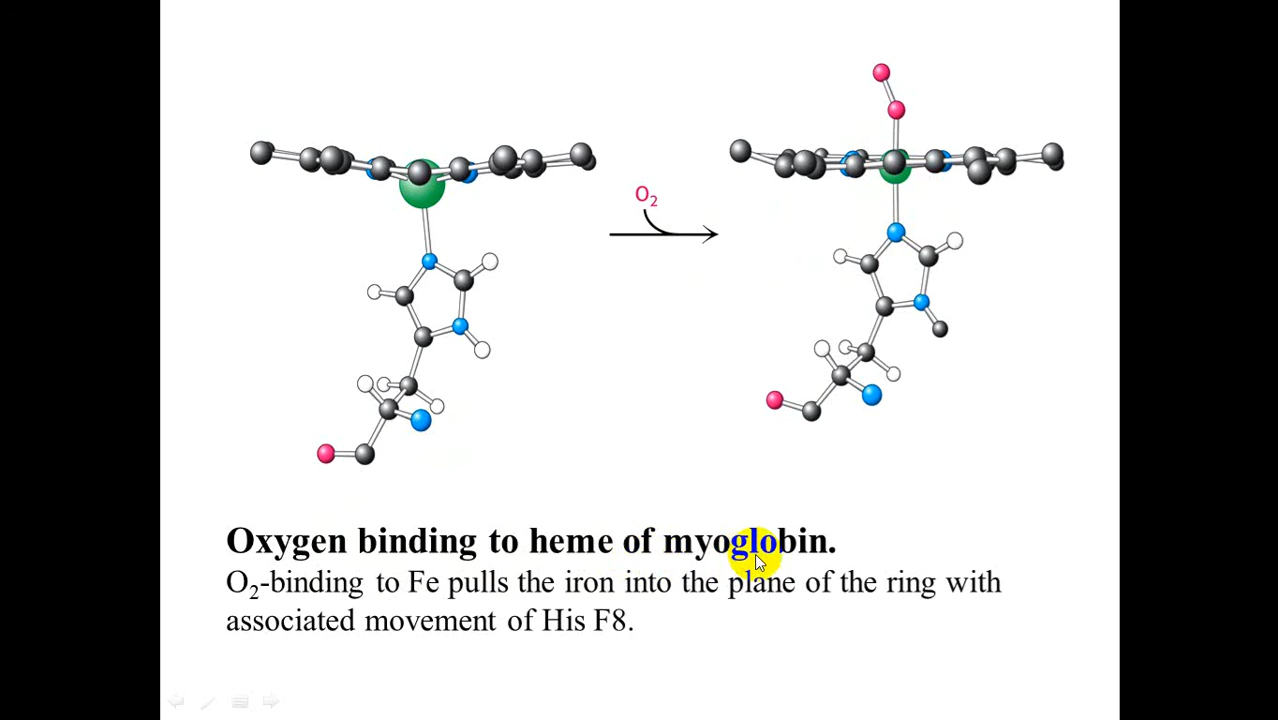 O₂
Oxygen binding to heme of myoglobin.
O₂-binding to Fe pulls the iron into the plane of the ring with
associated movement of His F8.